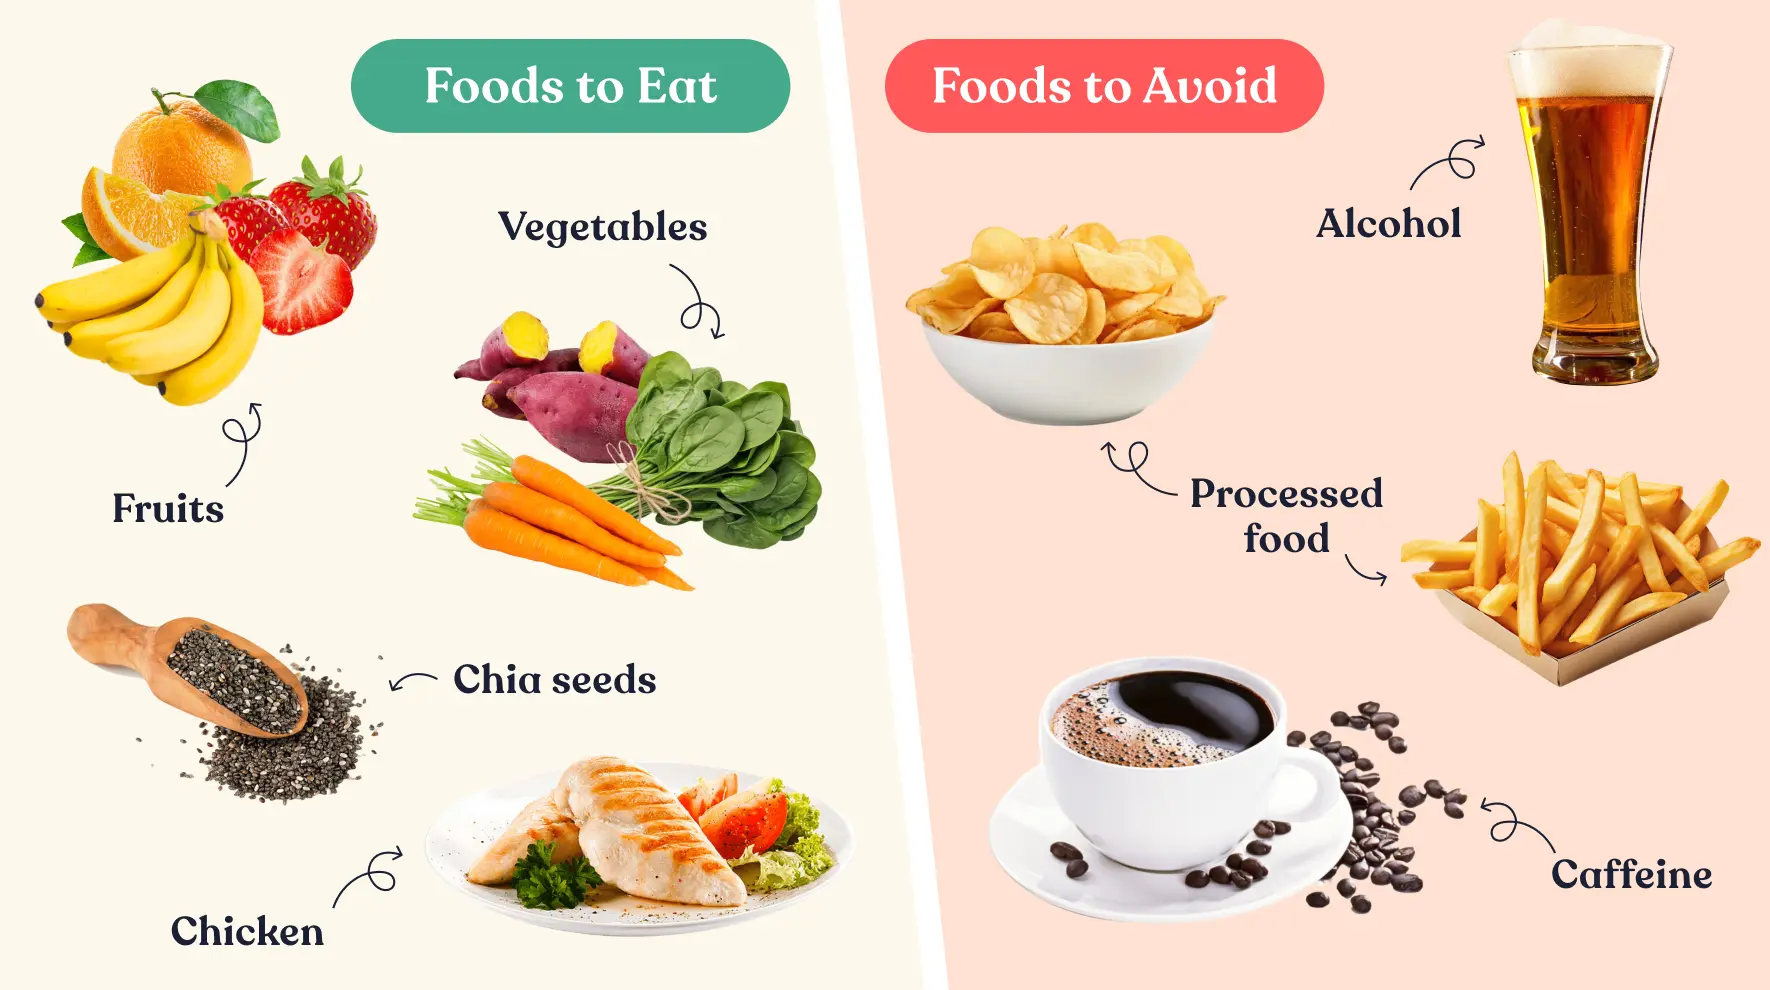 Foods to Eat
Fruits
Vegetables
Chia seeds
Chicken
Foods to Avoid
Alcohol
Processed
food
Caffeine